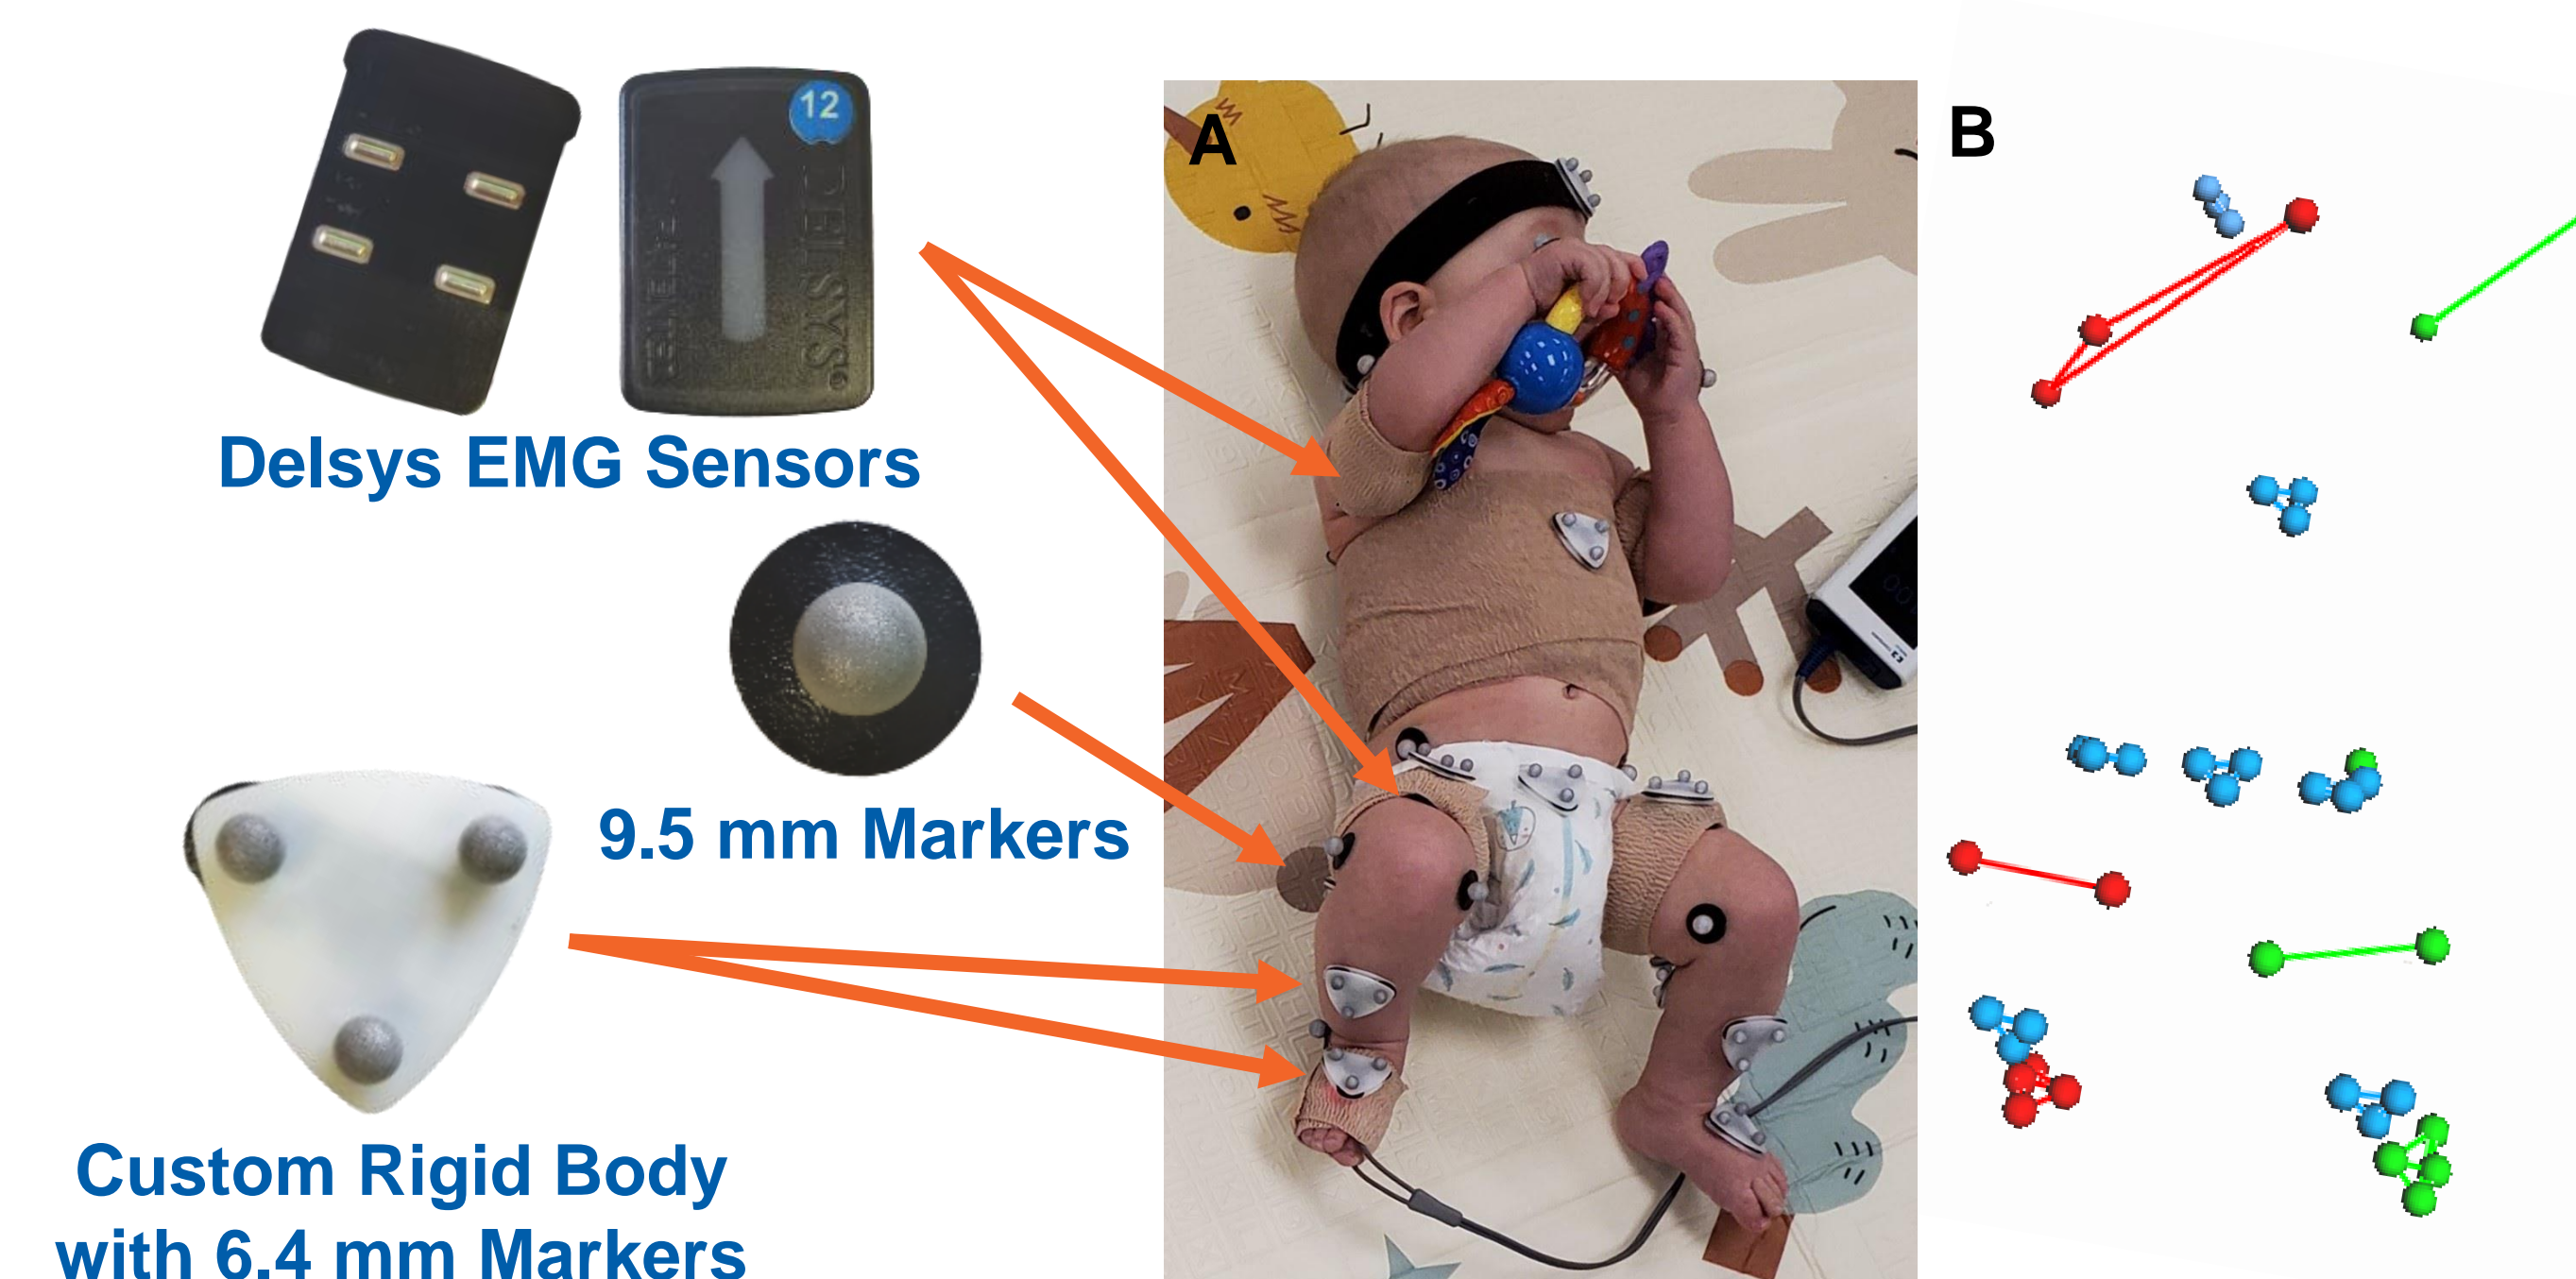 12
DELSYS
Delsys EMG Sensors
9.5 mm Markers
Custom Rigid Body
with 6.4 mm Markers
A
B